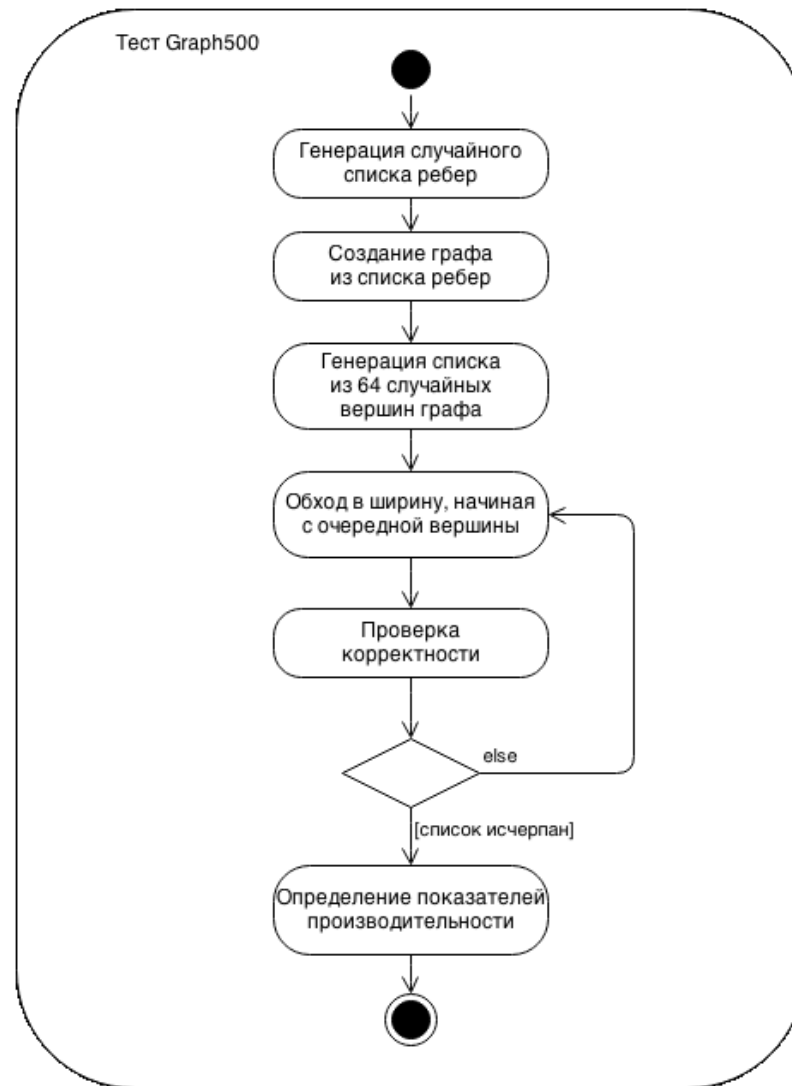 Тест Graph500
Генерация случайного
списка ребер
Создание графа
из списка ребер
Генерация списка
из 64 случайных
вершин графа
Обход в ширину, начиная
с очередной вершины
Проверка
корректности
else
[список исчерпан]
Определение показателей
производительности